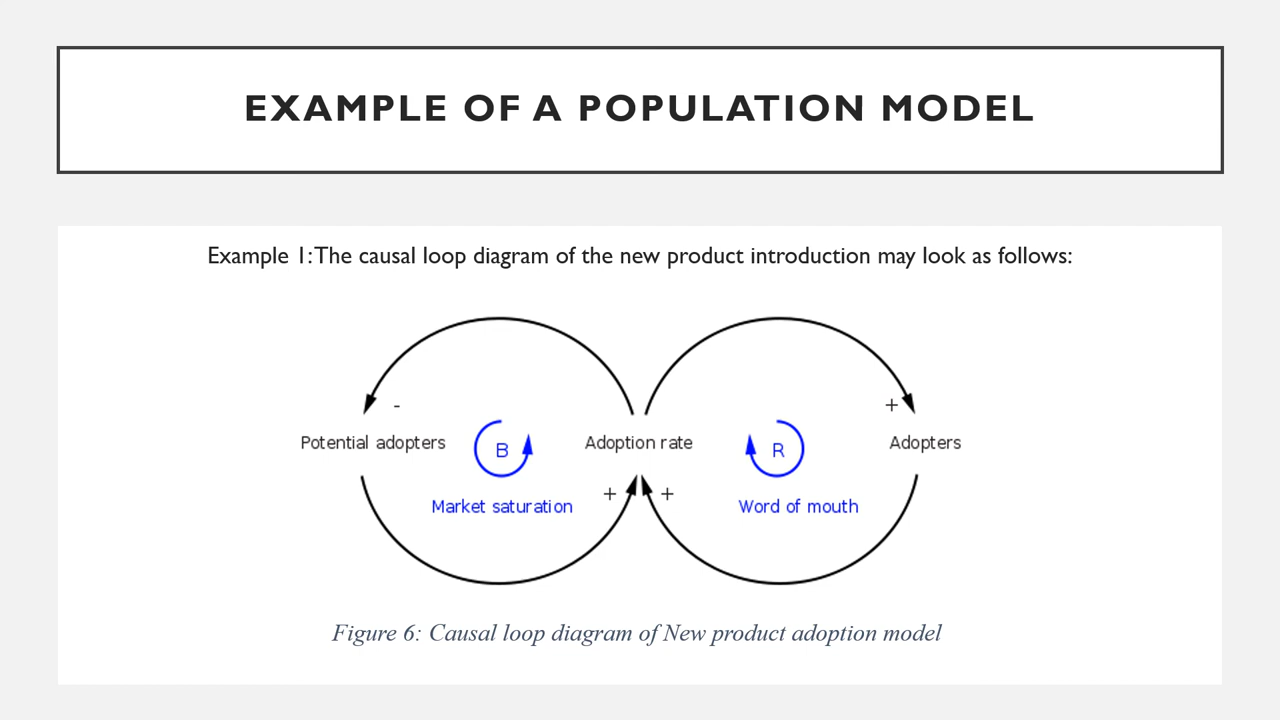 EXAMPLE OF A POPULATION MODEL
Example 1:The causal loop diagram of the new product introduction may look as follows:
- +
Potential adopters B Adoption rate R Adopters
+ +
Market saturation Word of mouth
Figure 6: Causal loop diagram of New product adoption model